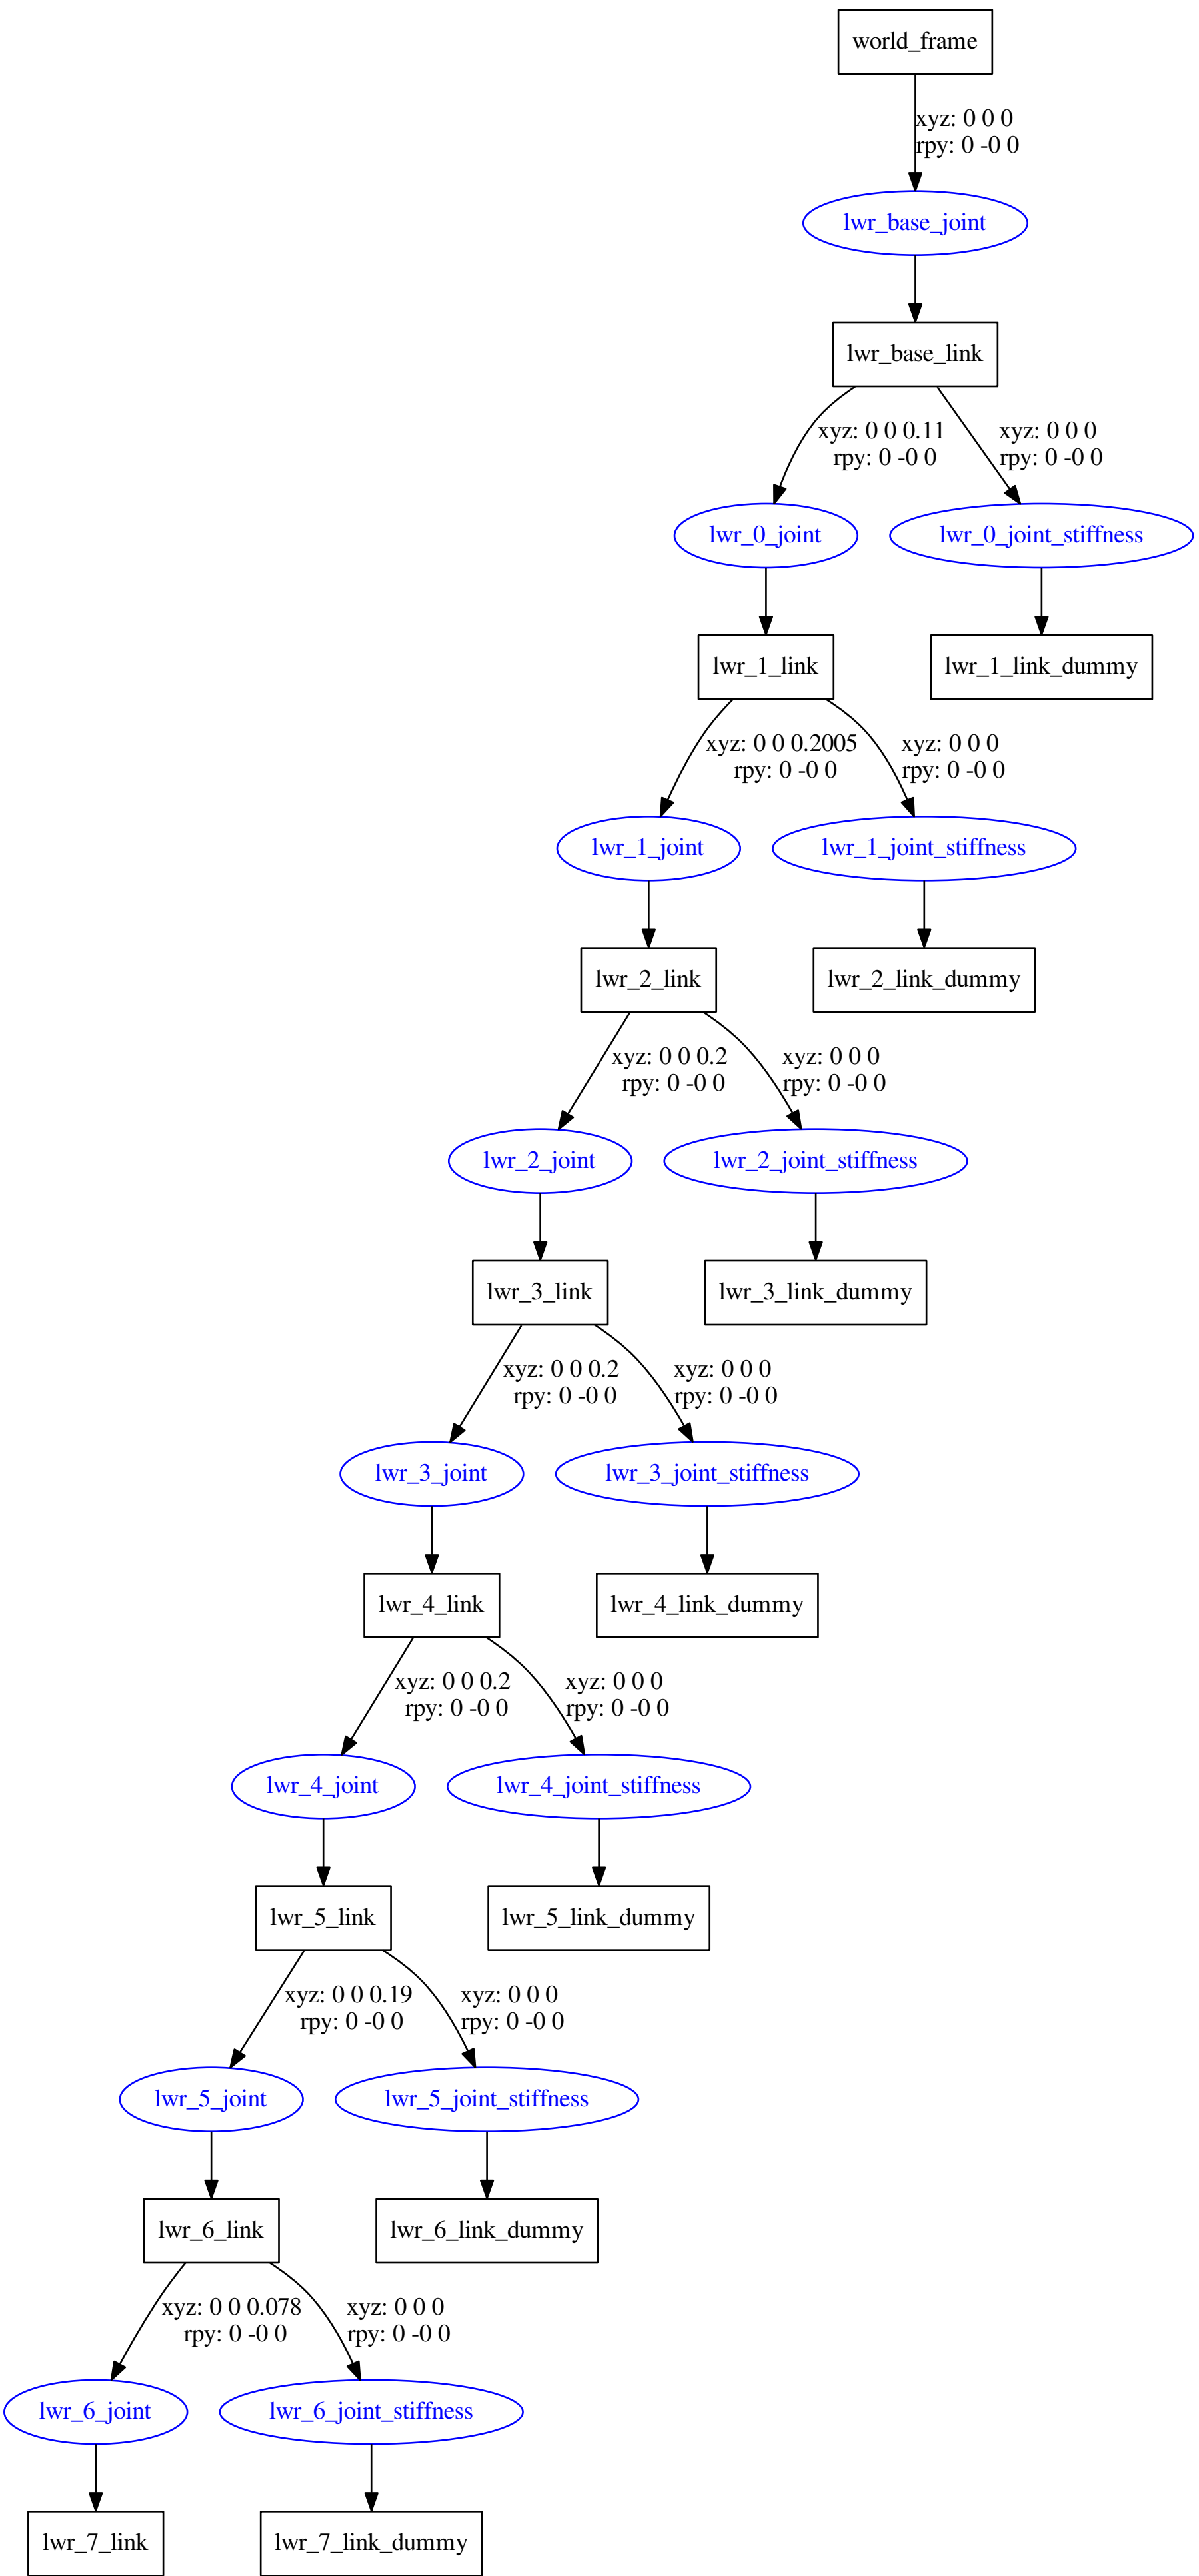 world_frame
xyz: 0 0 0
rpy: 0 -0 0
lwr_base_joint
lwr_base_link
xyz: 0 0 0.11
rpy: 0 -0 0
xyz: 0 0 0
rpy: 0 -0 0
lwr_0_joint
lwr_0_joint_stiffness
lwr_1_link
lwr_1_link_dummy
xyz: 0 0 0.2005
rpy: 0 -0 0
xyz: 0 0 0
rpy: 0 -0 0
lwr_1_joint
lwr_1_joint_stiffness
lwr_2_link
lwr_2_link_dummy
xyz: 0 0 0.2
rpy: 0 -0 0
xyz: 0 0 0
rpy: 0 -0 0
lwr_2_joint
lwr_2_joint_stiffness
lwr_3_link
lwr_3_link_dummy
xyz: 0 0 0.2
rpy: 0 -0 0
xyz: 0 0 0
rpy: 0 -0 0
lwr_3_joint
lwr_3_joint_stiffness
lwr_4_link
lwr_4_link_dummy
xyz: 0 0 0.2
rpy: 0 -0 0
xyz: 0 0 0
rpy: 0 -0 0
lwr_4_joint
lwr_4_joint_stiffness
lwr_5_link
lwr_5_link_dummy
xyz: 0 0 0.19
rpy: 0 -0 0
xyz: 0 0 0
rpy: 0 -0 0
lwr_5_joint
lwr_5_joint_stiffness
lwr_6_link
lwr_6_link_dummy
xyz: 0 0 0.078
rpy: 0 -0 0
xyz: 0 0 0
rpy: 0 -0 0
lwr_6_joint
lwr_6_joint_stiffness
lwr_7_link
lwr_7_link_dummy